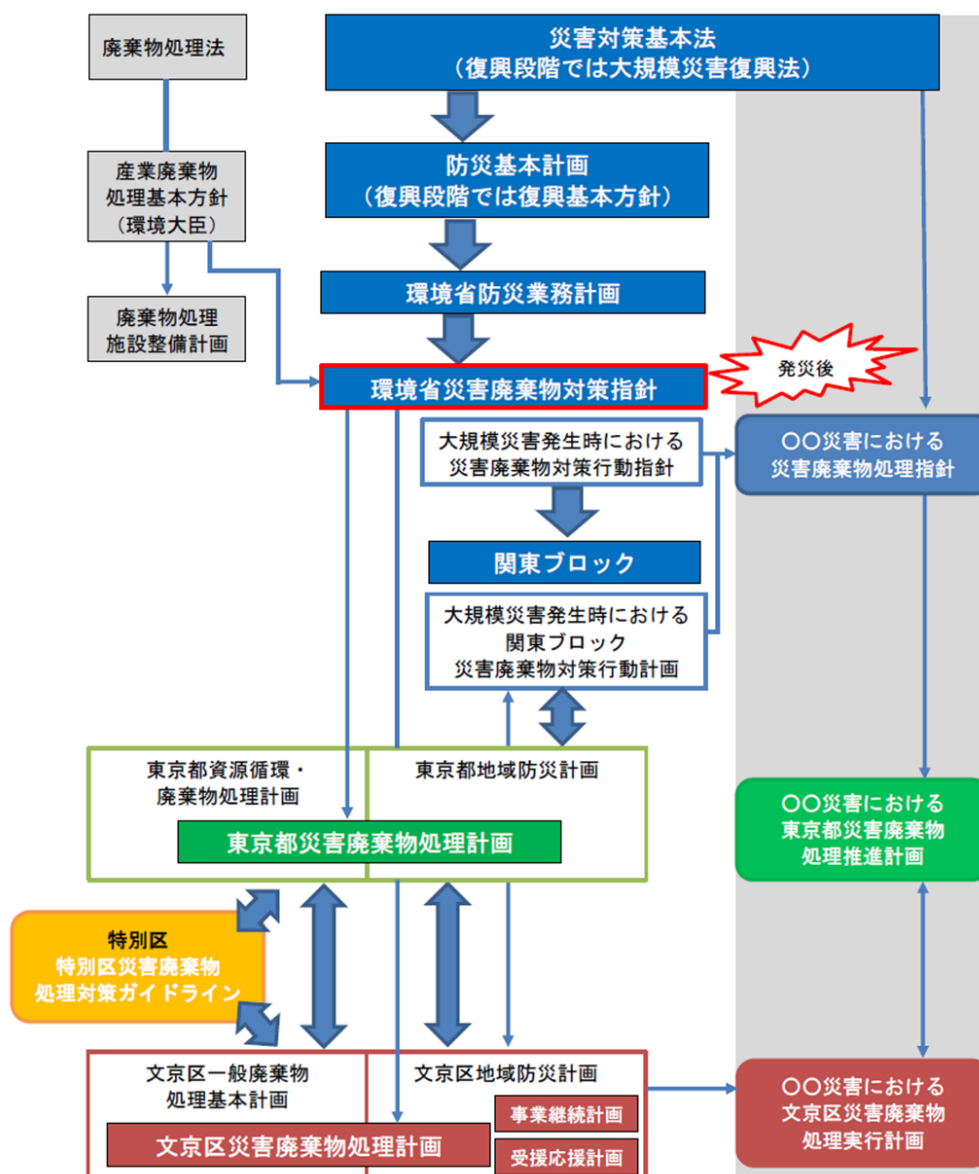 廃棄物処理法
災害対策基本法
(復興段階では大規模災害復興法)
産業廃棄物
処理基本方針
(環境大臣)
防災基本計画
(復興段階では復興基本方針)
廃棄物処理
施設整備計画
環境省防災業務計画
発災後
環境省災害廃棄物対策指針
大規模災害発生時における
災害廃棄物対策行動指針
〇〇災害における
災害廃棄物処理指針
関東ブロック
大規模災害発生時における
関東ブロック
災害廃棄物対策行動計画
東京都資源循環・
廃棄物処理計画
東京都地域防災計画
東京都災害廃棄物処理計画
〇〇災害における
東京都災害廃棄物
処理推進計画
特別区
特別区災害廃棄物
処理対策ガイドライン
文京区一般廃棄物
処理基本計画
文京区地域防災計画
事業継続計画
文京区災害廃棄物処理計画
受援応援計画
〇〇災害における
文京区災害廃棄物
処理実行計画